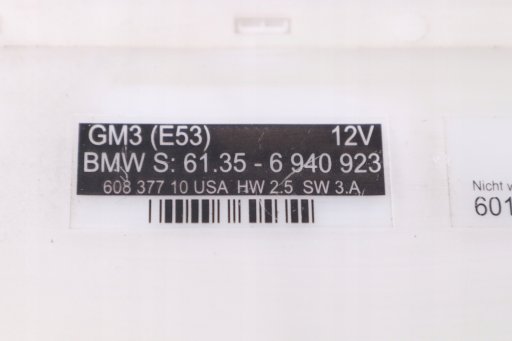 GM3 (E53) 12V
BMW S: 61.35 - 6 940 923
608 377 10 USA HW 2.5 SW 3.A
Nicht
601